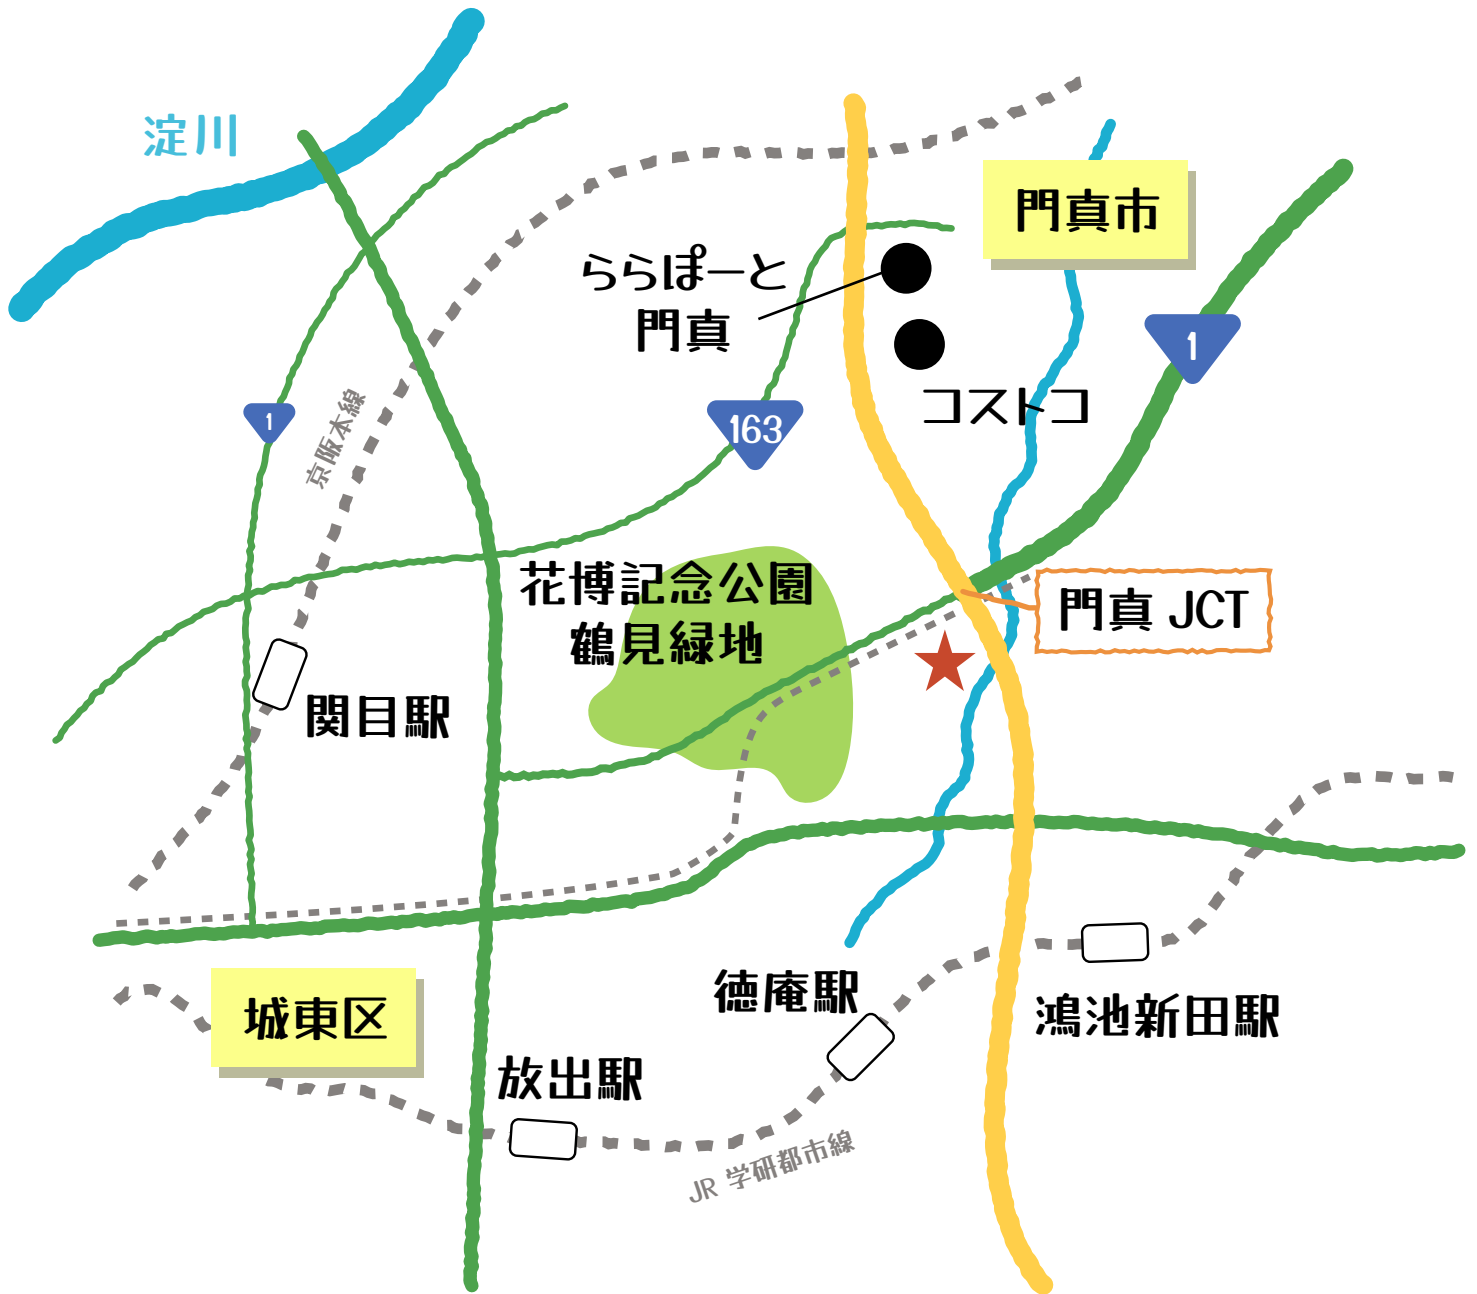 淀川
門真市
ららぽーと
門真
1
コストコ
1
163
京阪本線
花博記念公園
鶴見緑地
門真 JCT
関目駅
城東区
徳庵駅
鴻池新田駅
放出駅
JR 学研都市線